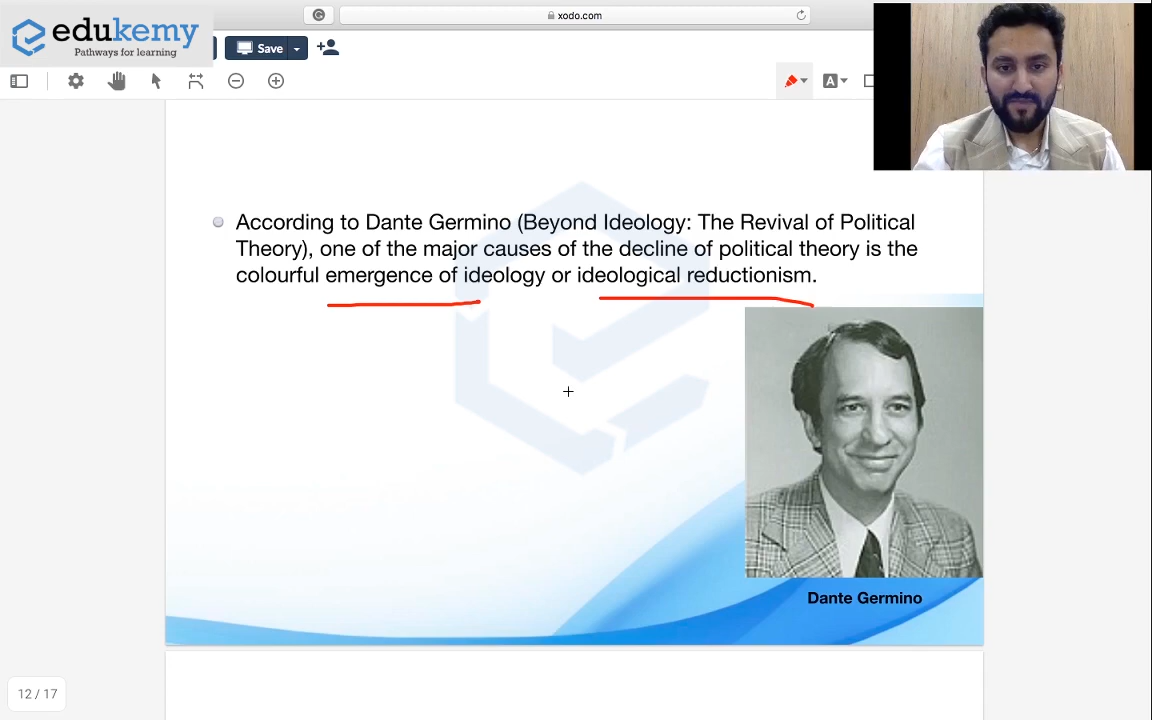 edukemy
Pathways for learning
xodo.com
Save
A
According to Dante Germino (Beyond Ideology: The Revival of Political
Theory), one of the major causes of the decline of political theory is the
colourful emergence of ideology or ideological reductionism.
Dante Germino
12 / 17